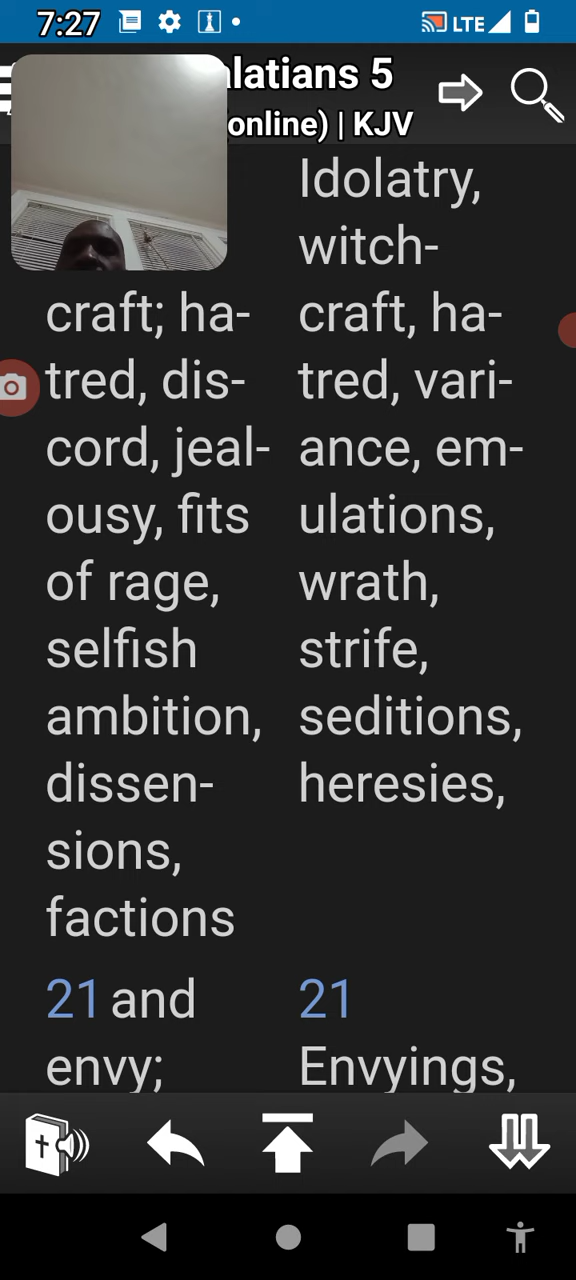 7:27
LTE
alatians 5
(online) | KJV
craft; ha-
tred, dis-
cord, jeal-
ousy, fits
of rage,
selfish
ambition,
dissen-
sions,
factions
21 and
envy;
Idolatry,
witch-
craft, ha-
tred, vari-
ance, em-
ulations,
wrath,
strife,
seditions,
heresies,
21
Envyings,